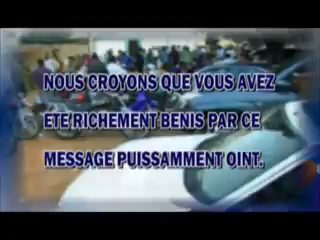 NOUS CROYONS QUE VOUS AVEZ
ETE RICHEMENT BENIS PAR CE
MESSAGE PUISSAMMENT OINT.